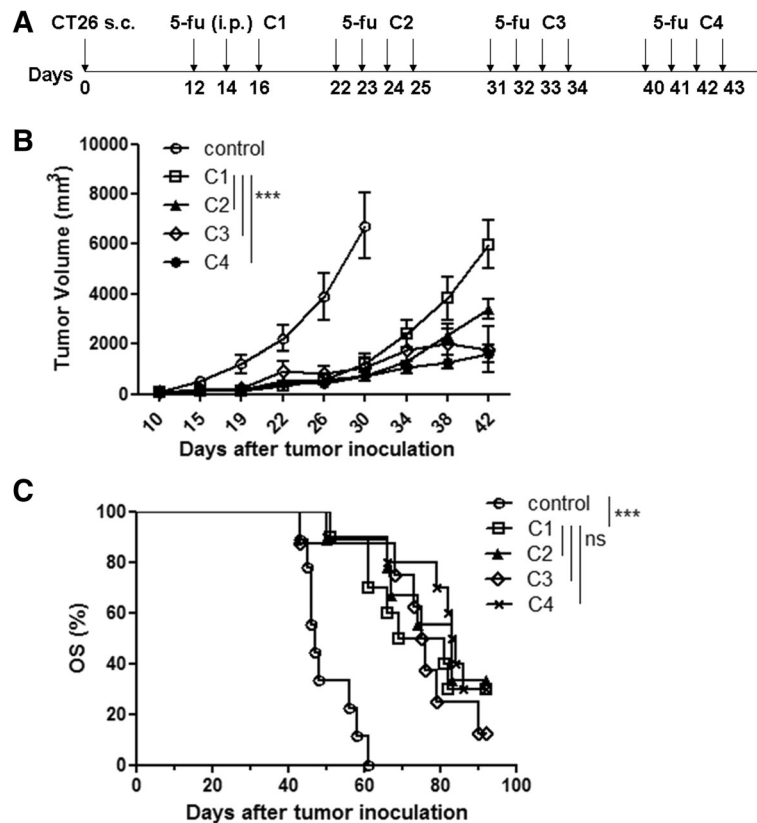 A
CT26 s.c. 5-fu (i.p.) C1 5-fu C2 5-fu C3 5-fu C4
Days 0 12 14 16 22 23 24 25 31 32 33 34 40 41 42 43
B
Tumor Volume (mm³)
10000
8000
6000
4000
2000
0
control
C1
C2
C3
C4
***
10 15 19 22 26 30 34 38 42
Days after tumor inoculation
C
OS (%)
100
80
60
40
20
0
0 20 40 60 80 100
Days after tumor inoculation
control
C1
C2
C3
C4
***
ns